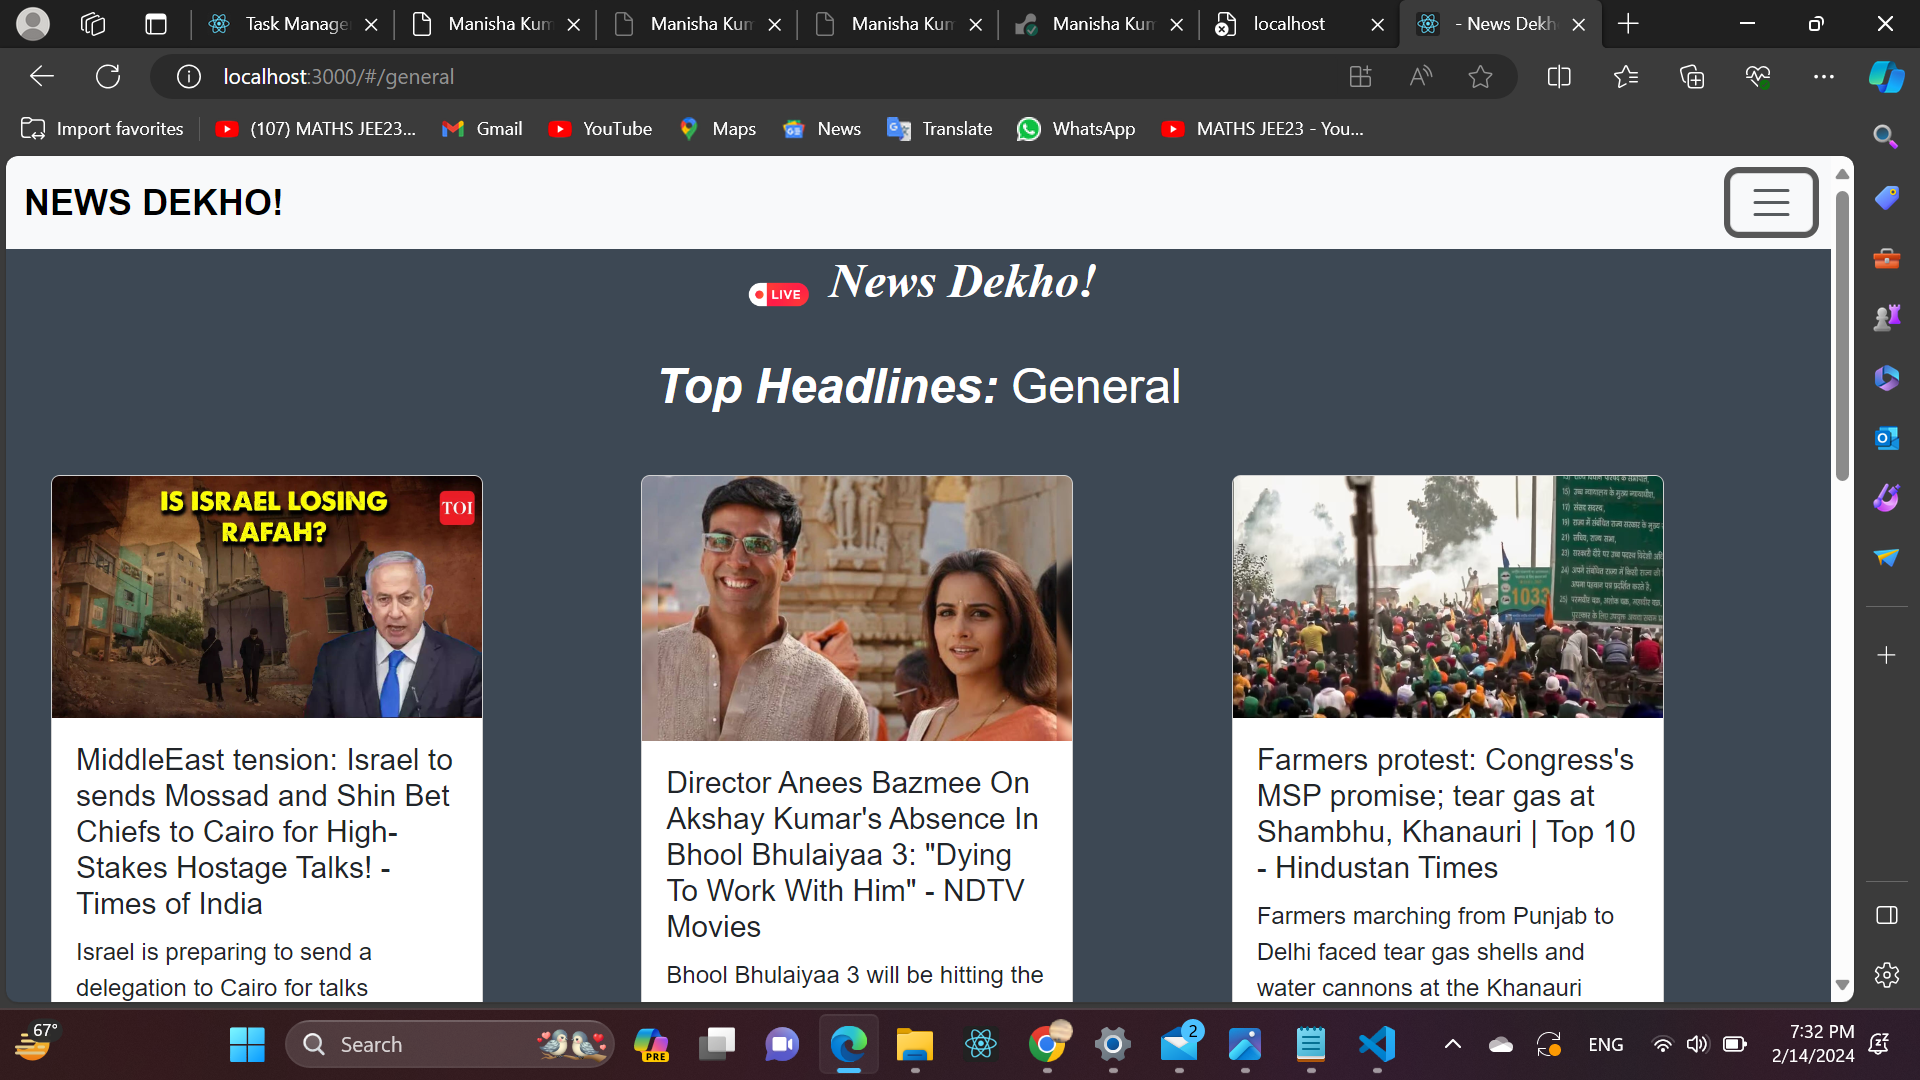 Task Manage
Manisha Kum
Manisha Kum
Manisha Kum
Manisha Kum
localhost
- News Dekh
localhost:3000/#/general
Import favorites
(107) MATHS JEE23...
Gmail
YouTube
Maps
News
Translate
WhatsApp
MATHS JEE23 - You...
NEWS DEKHO!
LIVE
News Dekho!
Top Headlines: General
IS ISRAEL LOSING
RAFAH?
TOI
MiddleEast tension: Israel to
sends Mossad and Shin Bet
Chiefs to Cairo for High-
Stakes Hostage Talks! -
Times of India
Israel is preparing to send a
delegation to Cairo for talks
Director Anees Bazmee On
Akshay Kumar's Absence In
Bhool Bhulaiyaa 3: "Dying
To Work With Him" - NDTV
Movies
Bhool Bhulaiyaa 3 will be hitting the
1033
Farmers protest: Congress's
MSP promise; tear gas at
Shambhu, Khanauri | Top 10
- Hindustan Times
Farmers marching from Punjab to
Delhi faced tear gas shells and
water cannons at the Khanauri
67°
Search
PRE
2
ENG
7:32 PM
2/14/2024